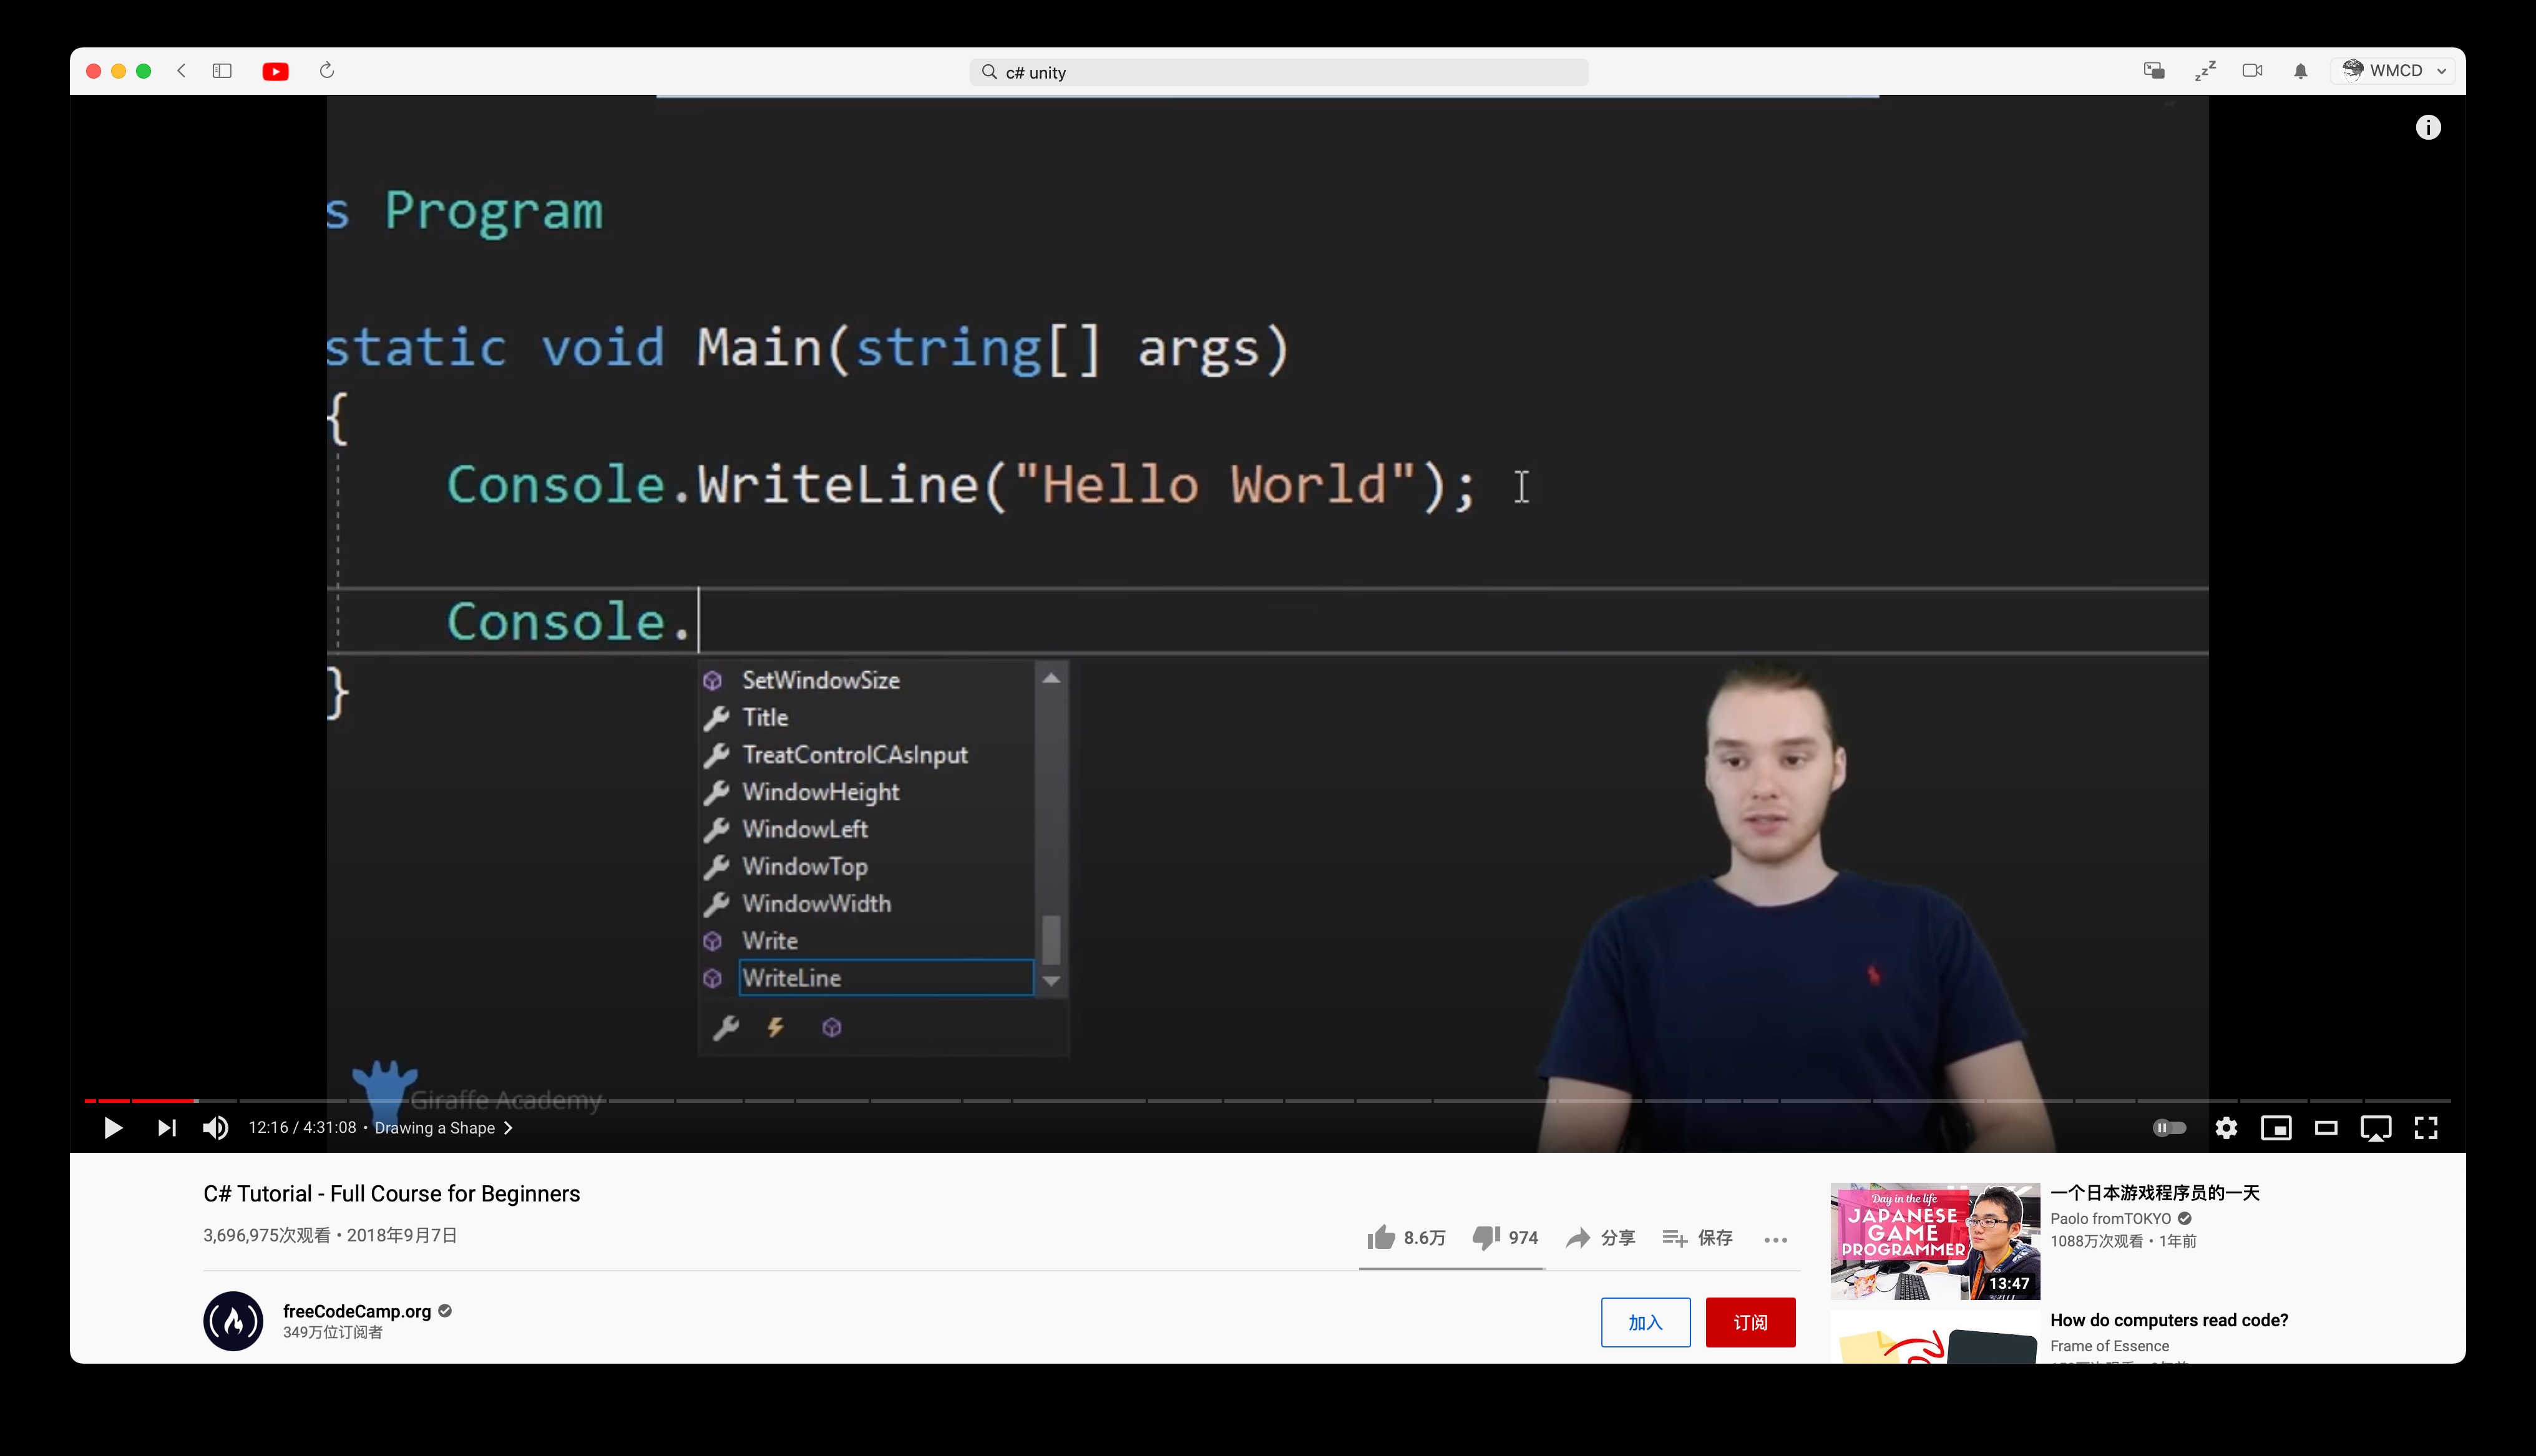 c# unity
zzZ
WMCD
s Program
static void Main(string[] args)
{
Console.WriteLine("Hello World");
Console.
}
SetWindowSize
Title
TreatControlCAsInput
WindowHeight
WindowLeft
WindowTop
WindowWidth
Write
WriteLine
Giraffe Academy
12:16 / 4:31:08 • Drawing a Shape
C# Tutorial - Full Course for Beginners
3,696,975次观看 • 2018年9月7日
8.6万
974
分享
保存
freeCodeCamp.org
349万位订阅者
加入
订阅
Day in the life
JAPANESE
GAME
PROGRAMMER
13:47
一个日本游戏程序员的一天
Paolo fromTOKYO
1088万次观看 • 1年前
How do computers read code?
Frame of Essence